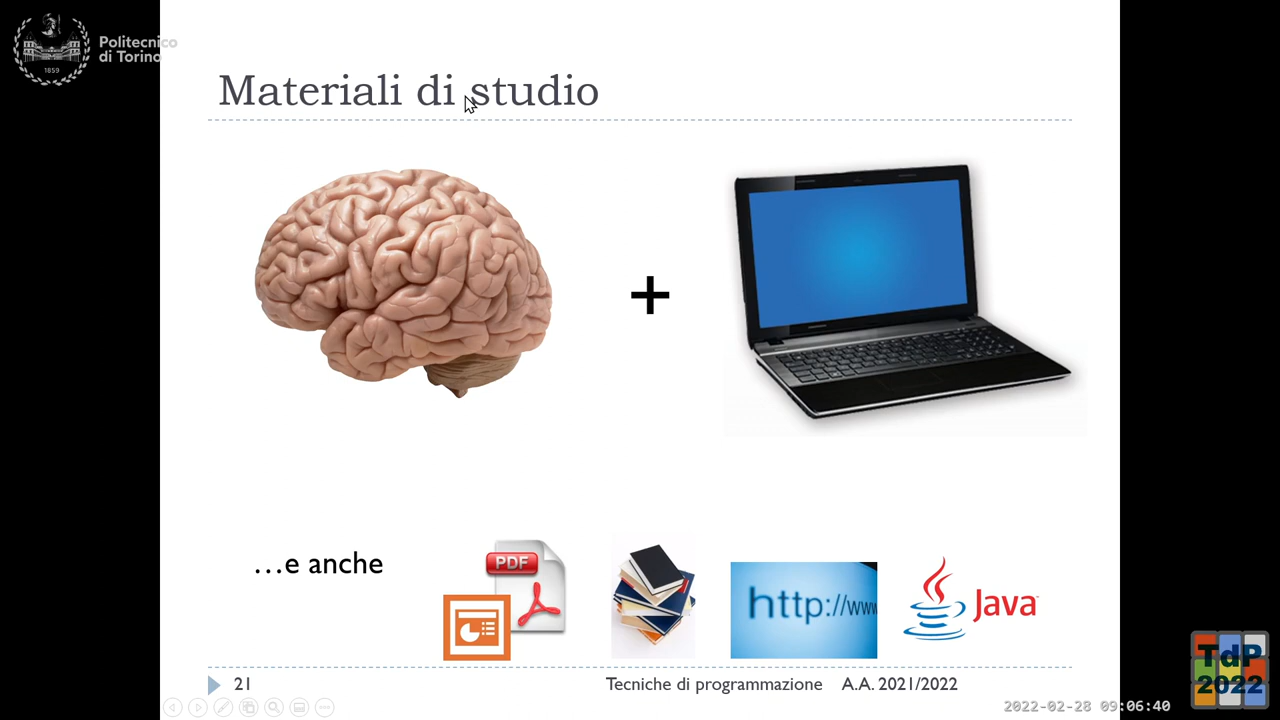 Politecnico
di Torino
1859
Materiali di studio
…e anche
PDF
http://www
Java
21
Tecniche di programmazione
A.A. 2021/2022
TdP
2022
2022-02-28 09:06:40